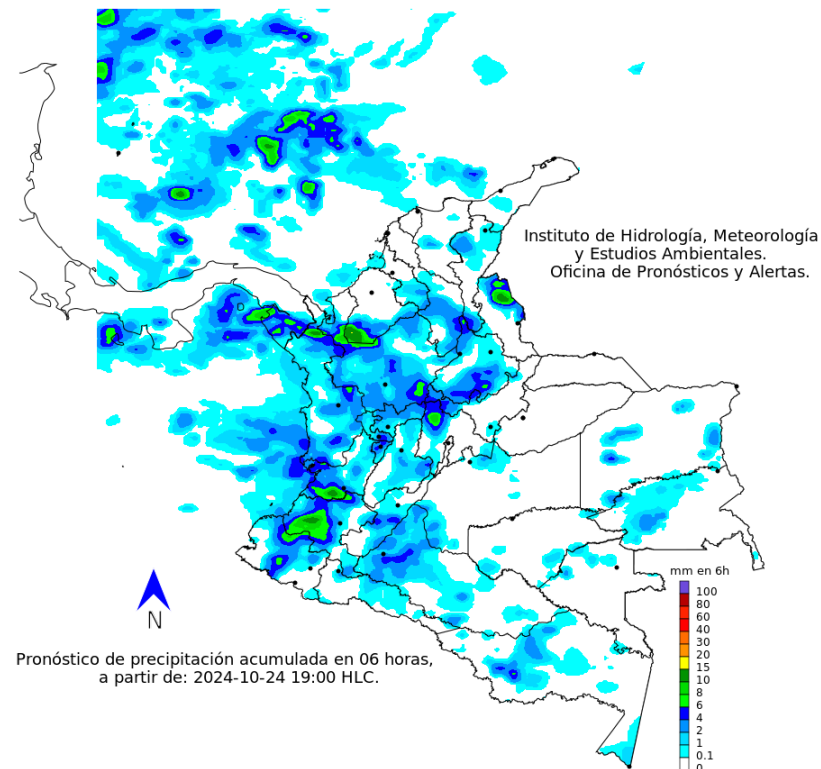 Instituto de Hidrología, Meteorología
y Estudios Ambientales.
Oficina de Pronósticos y Alertas.
mm en 6h
100
80
60
40
30
20
15
10
8
6
4
2
1
0.1
0
N
Pronóstico de precipitación acumulada en 06 horas,
a partir de: 2024-10-24 19:00 HLC.